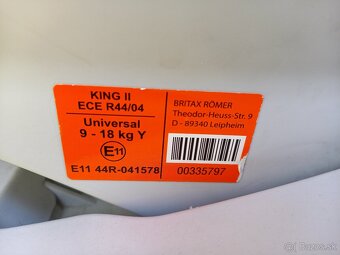 KING II
ECE R44/04
Universal
9 - 18 kg Y
E11
E11 44R-041578
BRITAX RÖMER
Theodor-Heuss-Str. 9
D - 89340 Leipheim
00335797
bazos.sk